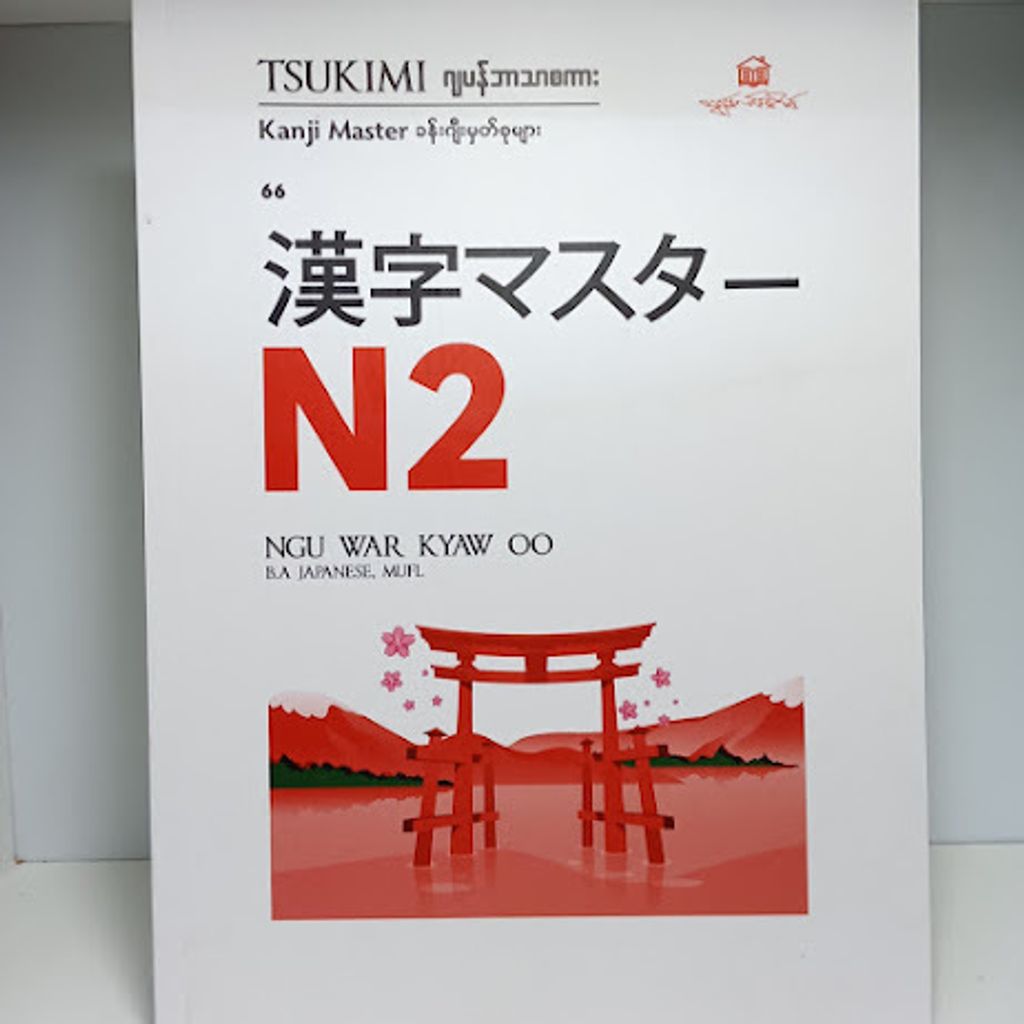 TSUKIMI ဂျပန်ဘာသာစကား
Kanji Master ခန်းဂျီးမှတ်စုများ
66
漢字マスター
N2
NGU WAR KYAW OO
B.A JAPANESE, MUFL